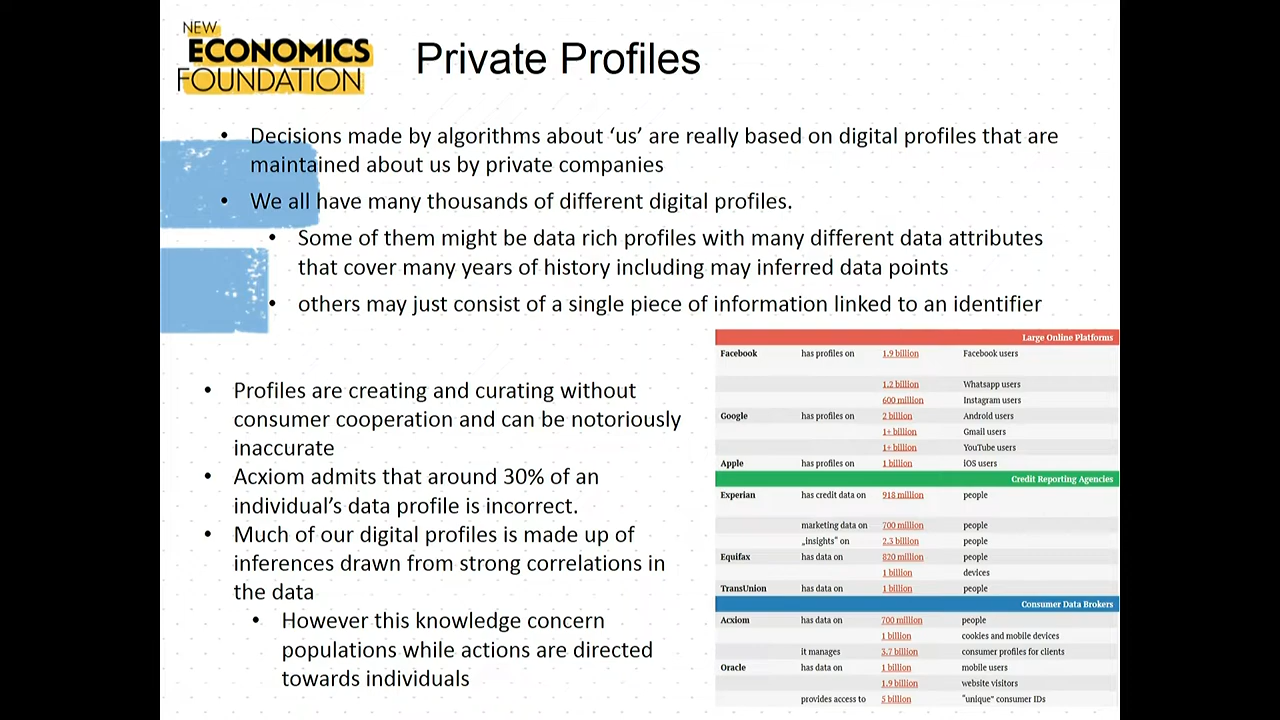 NEW
ECONOMICS
FOUNDATION
Private Profiles
• Decisions made by algorithms about ‘us’ are really based on digital profiles that are
maintained about us by private companies
• We all have many thousands of different digital profiles.
• Some of them might be data rich profiles with many different data attributes
that cover many years of history including may inferred data points
• others may just consist of a single piece of information linked to an identifier
• Profiles are creating and curating without
consumer cooperation and can be notoriously
inaccurate
• Acxiom admits that around 30% of an
individual’s data profile is incorrect.
• Much of our digital profiles is made up of
inferences drawn from strong correlations in
the data
• However this knowledge concern
populations while actions are directed
towards individuals
Large Online Platforms
Facebook has profiles on 1.9 billion Facebook users
1.2 billion Whatsapp users
600 million Instagram users
Google has profiles on 2 billion Android users
1+ billion Gmail users
1+ billion YouTube users
Apple has profiles on 1 billion iOS users
Credit Reporting Agencies
Experian has credit data on 918 million people
marketing data on 700 million people
„insights” on 2.3 billion people
Equifax has data on 820 million people
1 billion devices
TransUnion has data on 1 billion people
Consumer Data Brokers
Acxiom has data on 700 million people
1 billion cookies and mobile devices
it manages 3.7 billion consumer profiles for clients
Oracle has data on 1 billion mobile users
1.9 billion website visitors
provides access to 5 billion "unique" consumer IDs